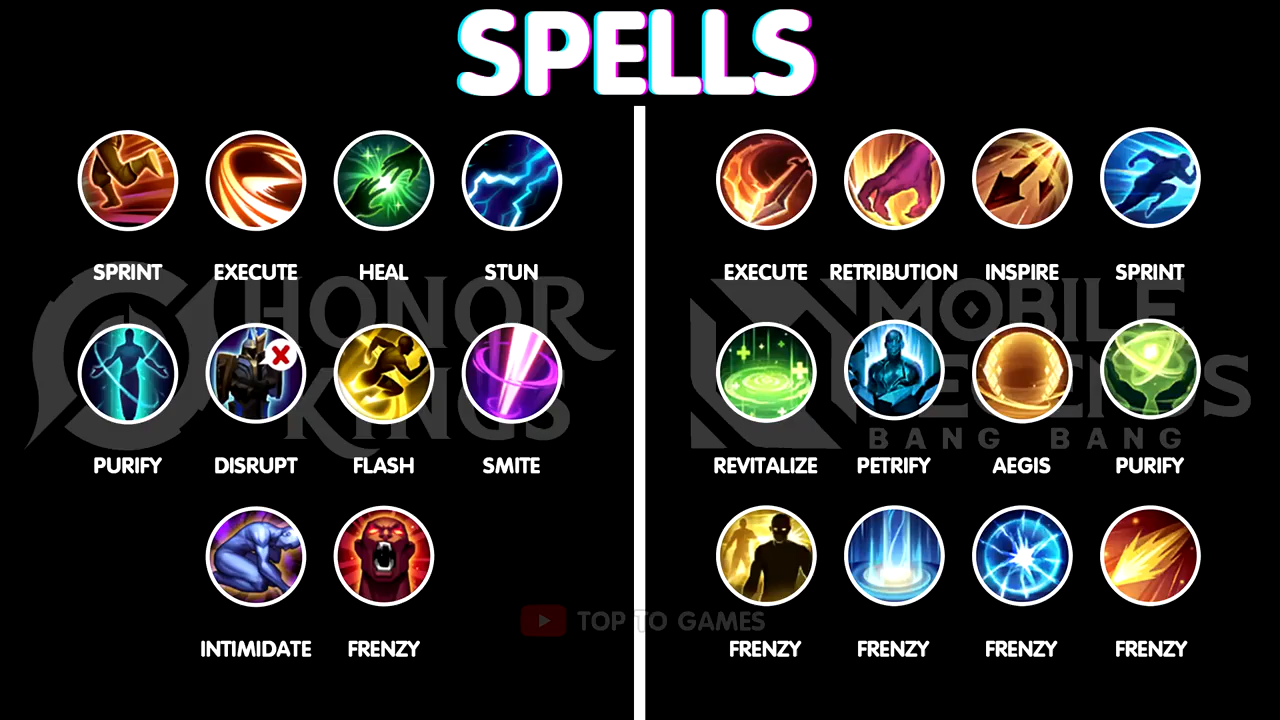 SPELLS
SPRINT EXECUTE HEAL STUN
PURIFY DISRUPT FLASH SMITE
INTIMIDATE FRENZY
HONOR
KINGS
EXECUTE RETRIBUTION INSPIRE SPRINT
REVITALIZE PETRIFY AEGIS PURIFY
FRENZY FRENZY FRENZY FRENZY
MOBILE
LEGENDS
BANG BANG
TOP TO GAMES